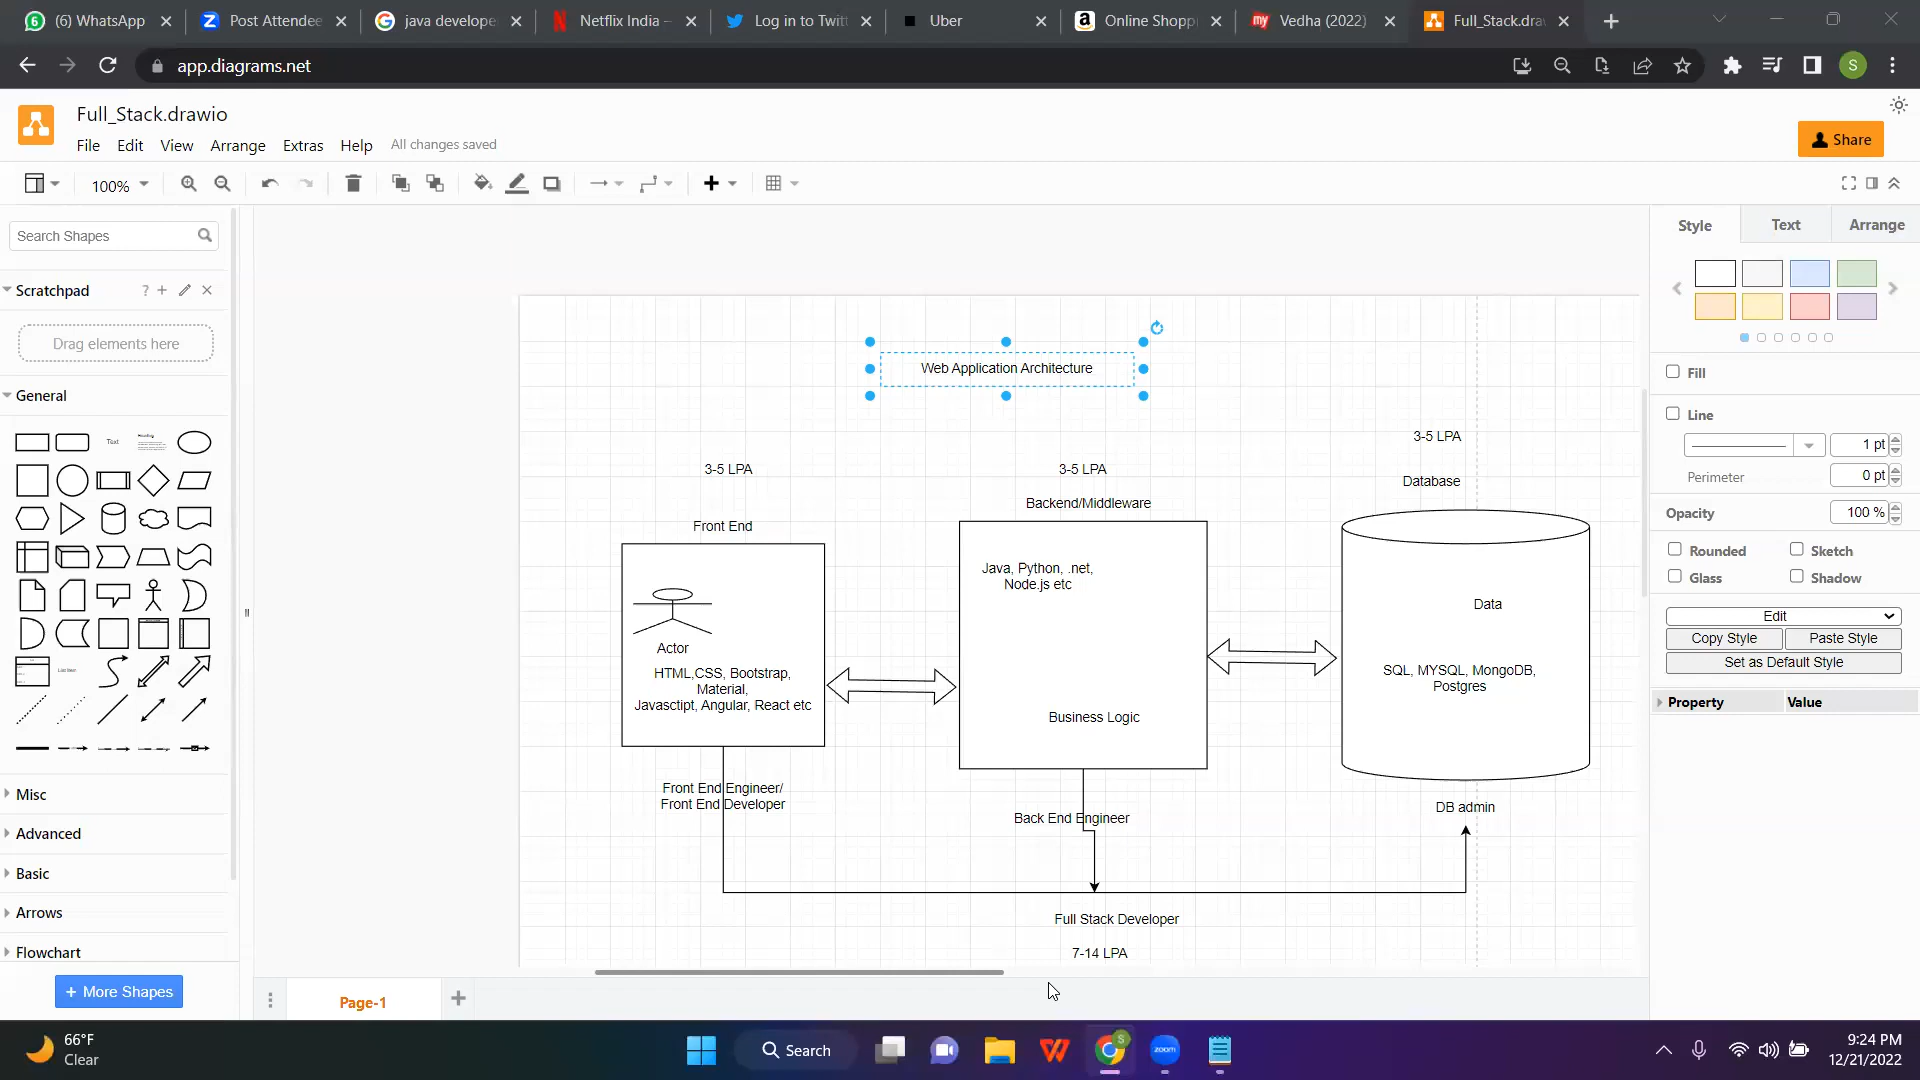 (6) WhatsApp
Post Attendee
java develope
Netflix India –
Log in to Twit
Uber
Online Shopp
Vedha (2022)
Full_Stack.dra
app.diagrams.net
S
Full_Stack.drawio
File Edit View Arrange Extras Help All changes saved
Share
100%
Search Shapes
Scratchpad
?
Drag elements here
General
Text
Heading
List Item
Misc
Advanced
Basic
Arrows
Flowchart
+ More Shapes
Web Application Architecture
3-5 LPA
3-5 LPA
3-5 LPA
Database
Backend/Middleware
Front End
Java, Python, .net,
Node.js etc
Data
Actor
HTML,CSS, Bootstrap,
Material,
Javasctipt, Angular, React etc
SQL, MYSQL, MongoDB,
Postgres
Business Logic
Front End Engineer/
Front End Developer
Back End Engineer
DB admin
Full Stack Developer
7-14 LPA
Page-1
Style Text Arrange
Fill
Line
1 pt
Perimeter 0 pt
Opacity 100 %
Rounded Sketch
Glass Shadow
Edit
Copy Style Paste Style
Set as Default Style
Property Value
66°F
Clear
Search
zoom
9:24 PM
12/21/2022